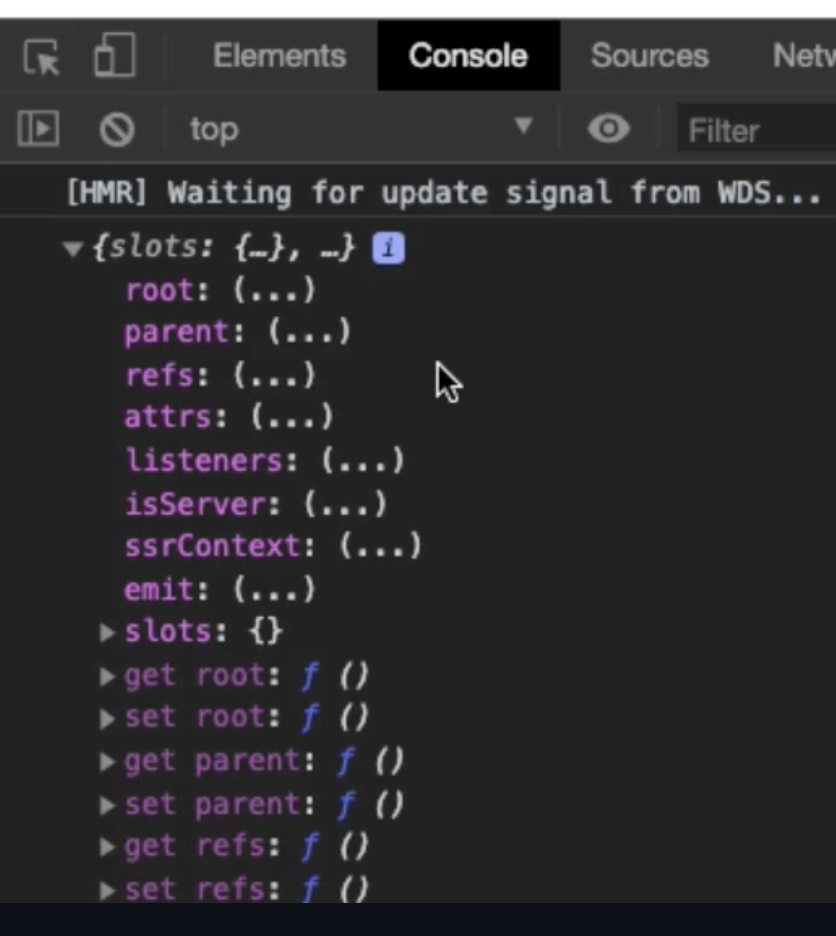 Elements Console Sources Netw
top Filter
[HMR] Waiting for update signal from WDS...
{slots: {…}, …} i
root: (...)
parent: (...)
refs: (...)
attrs: (...)
listeners: (...)
isServer: (...)
ssrContext: (...)
emit: (...)
slots: {}
get root: ƒ ()
set root: ƒ ()
get parent: ƒ ()
set parent: ƒ ()
get refs: ƒ ()
set refs: ƒ ()